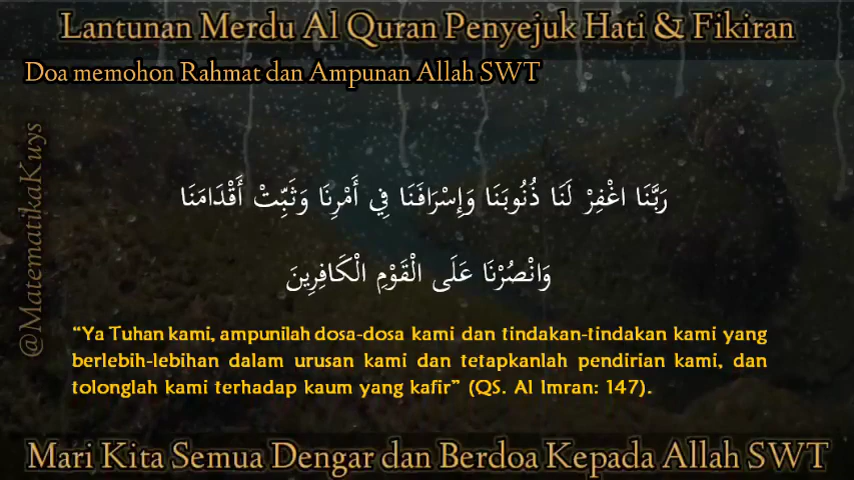 Lantunan Merdu Al Quran Penyejuk Hati & Fikiran
Doa memohon Rahmat dan Ampunan Allah SWT
@MatematikaKuys
رَبَّنَا اغْفِرْ لَنَا ذُنُوبَنَا وَإِسْرَافَنَا فِي أَمْرِنَا وَثَبِّتْ أَقْدَامَنَا
وَانْصُرْنَا عَلَى الْقَوْمِ الْكَافِرِينَ
“Ya Tuhan kami, ampunilah dosa-dosa kami dan tindakan-tindakan kami yang
berlebih-lebihan dalam urusan kami dan tetapkanlah pendirian kami, dan
tolonglah kami terhadap kaum yang kafir” (QS. Al Imran: 147).
Mari Kita Semua Dengar dan Berdoa Kepada Allah SWT